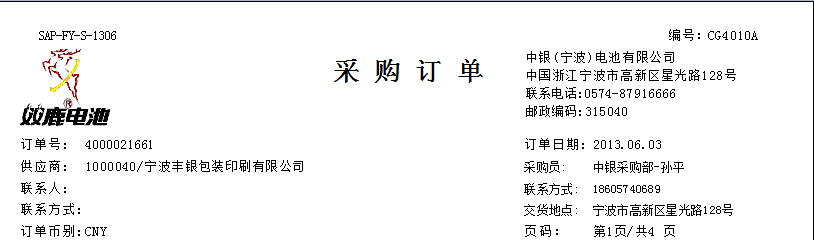 SAP-FY-S-1306
编号: CG4010A
采购订单
中银(宁波)电池有限公司
中国浙江宁波市高新区星光路128号
联系电话:0574-87916666
邮政编码:315040
®
双鹿电池
订单号: 4000021661
订单日期: 2013.06.03
供应商: 1000040/宁波丰银包装印刷有限公司
采购员: 中银采购部-孙平
联系人:
联系方式: 18605740689
联系方式:
交货地点: 宁波市高新区星光路128号
订单币别:CNY
页码: 第1页/共4 页